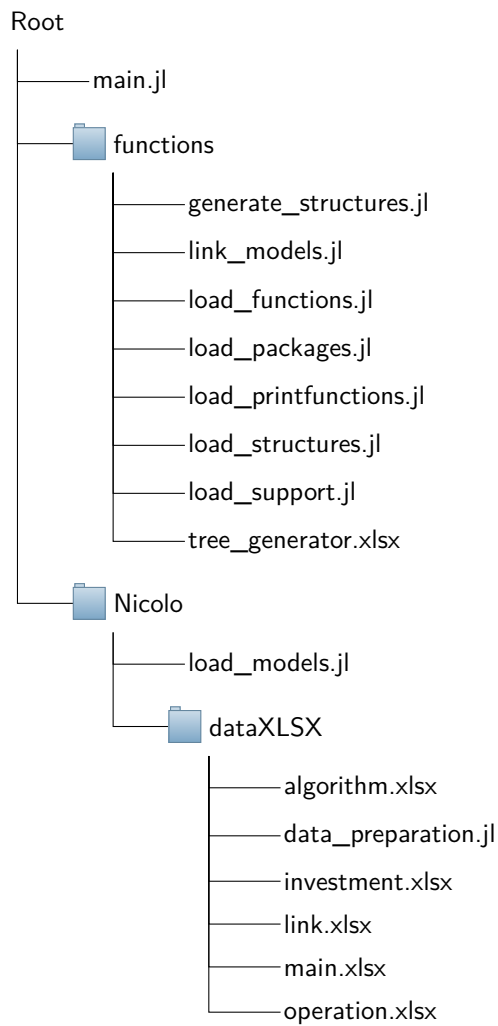 Root
main.jl
functions
generate_structures.jl
link_models.jl
load_functions.jl
load_packages.jl
load_printfunctions.jl
load_structures.jl
load_support.jl
tree_generator.xlsx
Nicolo
load_models.jl
dataXLSX
algorithm.xlsx
data_preparation.jl
investment.xlsx
link.xlsx
main.xlsx
operation.xlsx